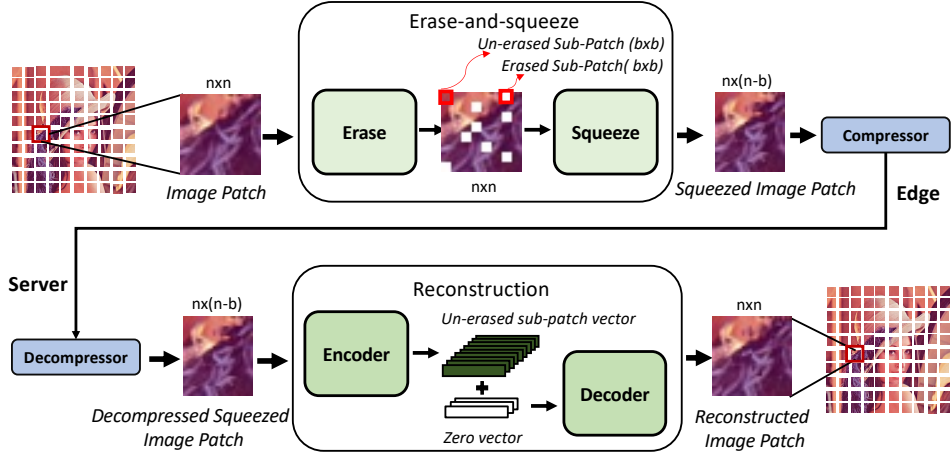 Erase-and-squeeze
Un-erased Sub-Patch (bxb)
Erased Sub-Patch( bxb)
nxn
Erase
nxn
Squeeze
nx(n-b)
Compressor
Image Patch
Squeezed Image Patch
Edge
Server
Decompressor
nx(n-b)
Decompressed Squeezed
Image Patch
Reconstruction
Un-erased sub-patch vector
Encoder
+
Zero vector
Decoder
nxn
Reconstructed
Image Patch